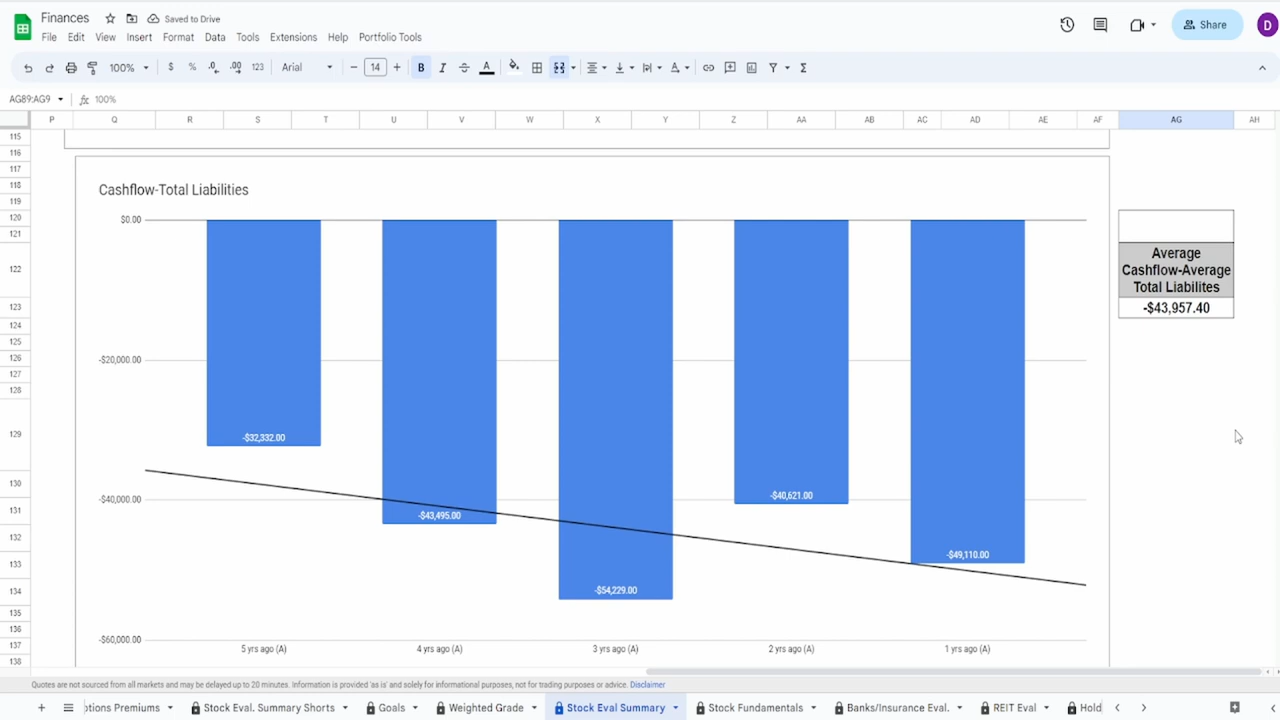 Finances
Saved to Drive
File Edit View Insert Format Data Tools Extensions Help Portfolio Tools
Share
D
100% $ % .0 .00 123 Arial 14 B I A Σ
AG89:AG9 fx 100%
P Q R S T U V W X Y Z AA AB AC AD AE AF AG AH
115
116
117
118
119
120
121
122
123
124
125
126
127
128
129
130
131
132
133
134
135
136
137
138
Cashflow-Total Liabilities
$0.00
-$20,000.00
-$40,000.00
-$60,000.00
-$32,332.00
-$43,495.00
-$54,229.00
-$40,621.00
-$49,110.00
5 yrs ago (A) 4 yrs ago (A) 3 yrs ago (A) 2 yrs ago (A) 1 yrs ago (A)
Average
Cashflow-Average
Total Liabilites
-$43,957.40
Quotes are not sourced from all markets and may be delayed up to 20 minutes. Information is provided 'as is' and solely for informational purposes, not for trading purposes or advice. Disclaimer
otions Premiums Stock Eval. Summary Shorts Goals Weighted Grade Stock Eval Summary Stock Fundamentals Banks/Insurance Eval. REIT Eval Hold